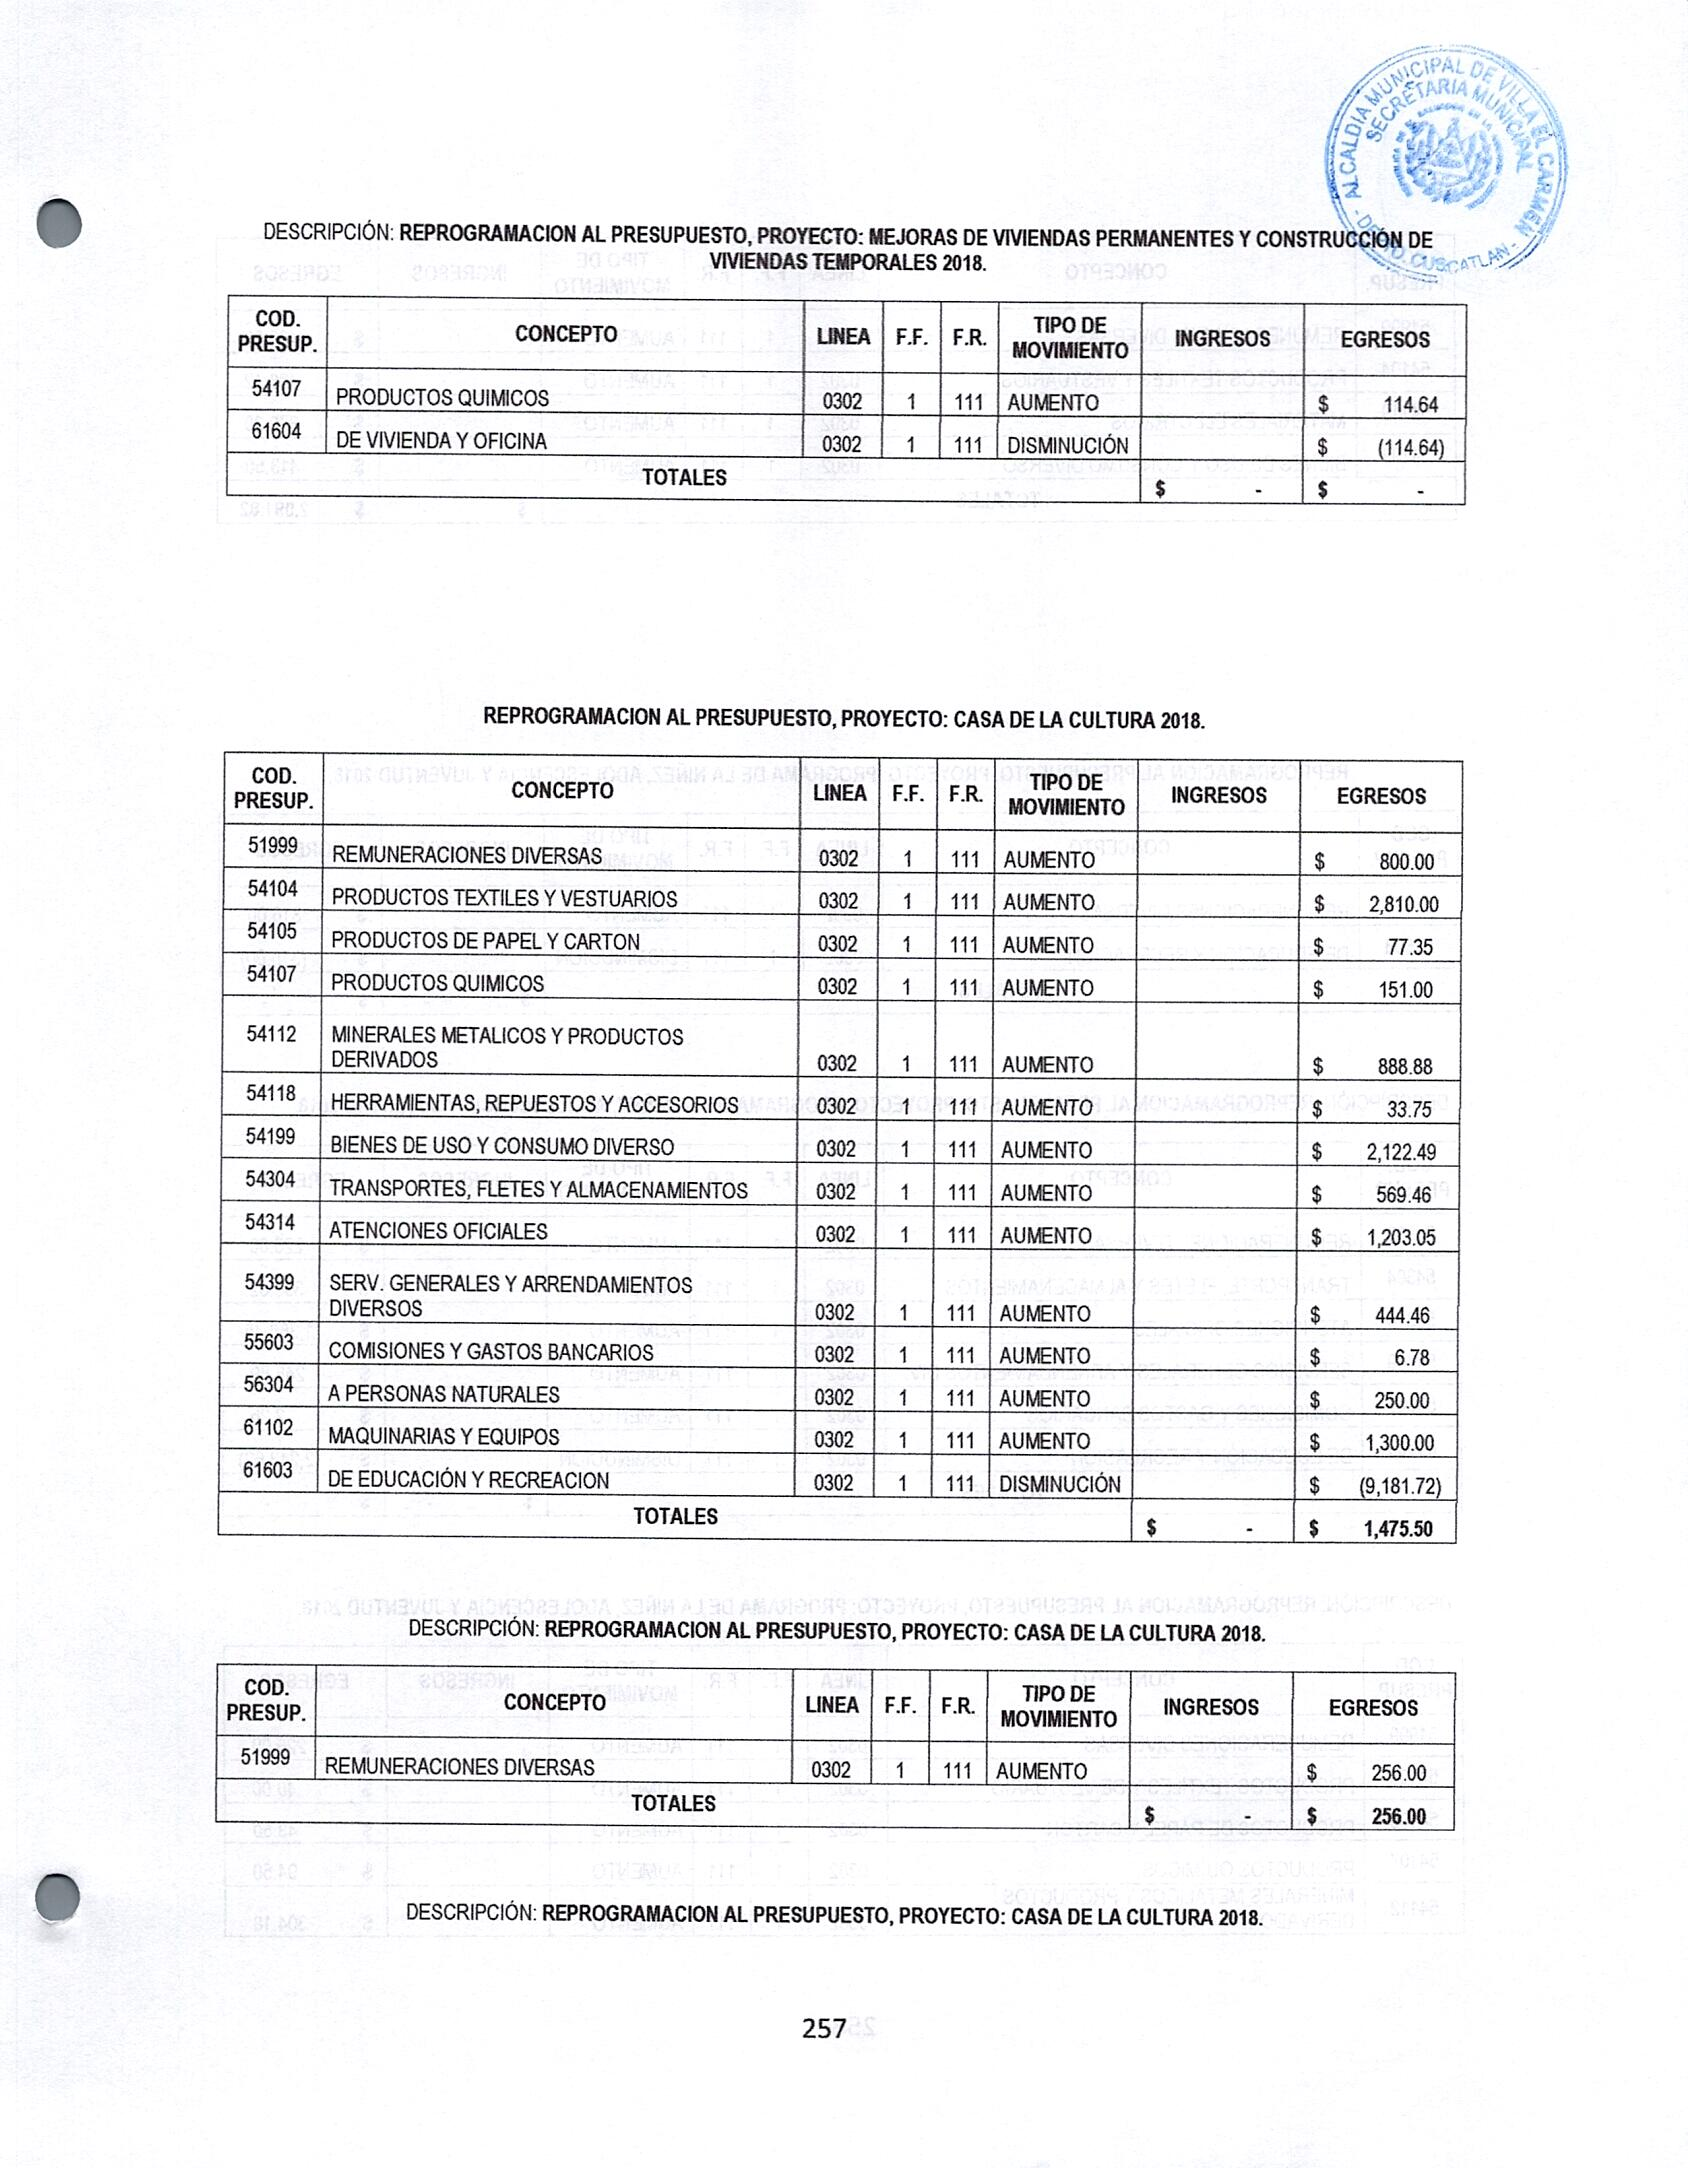 ALCALDIA MUNICIPAL DE VILLA EL CARMEN
SECRETARIA MUNICIPAL
- DEPTO. CUSCATLAN -
DESCRIPCIÓN: REPROGRAMACION AL PRESUPUESTO, PROYECTO: MEJORAS DE VIVIENDAS PERMANENTES Y CONSTRUCCIÓN DE
VIVIENDAS TEMPORALES 2018.
COD. PRESUP. CONCEPTO LINEA F.F. F.R. TIPO DE MOVIMIENTO INGRESOS EGRESOS
54107 PRODUCTOS QUIMICOS 0302 1 111 AUMENTO $ 114.64
61604 DE VIVIENDA Y OFICINA 0302 1 111 DISMINUCIÓN $ (114.64)
TOTALES $ - $ -
REPROGRAMACION AL PRESUPUESTO, PROYECTO: CASA DE LA CULTURA 2018.
COD. PRESUP. CONCEPTO LINEA F.F. F.R. TIPO DE MOVIMIENTO INGRESOS EGRESOS
51999 REMUNERACIONES DIVERSAS 0302 1 111 AUMENTO $ 800.00
54104 PRODUCTOS TEXTILES Y VESTUARIOS 0302 1 111 AUMENTO $ 2,810.00
54105 PRODUCTOS DE PAPEL Y CARTON 0302 1 111 AUMENTO $ 77.35
54107 PRODUCTOS QUIMICOS 0302 1 111 AUMENTO $ 151.00
54112 MINERALES METALICOS Y PRODUCTOS
DERIVADOS 0302 1 111 AUMENTO $ 888.88
54118 HERRAMIENTAS, REPUESTOS Y ACCESORIOS 0302 1 111 AUMENTO $ 33.75
54199 BIENES DE USO Y CONSUMO DIVERSO 0302 1 111 AUMENTO $ 2,122.49
54304 TRANSPORTES, FLETES Y ALMACENAMIENTOS 0302 1 111 AUMENTO $ 569.46
54314 ATENCIONES OFICIALES 0302 1 111 AUMENTO $ 1,203.05
54399 SERV. GENERALES Y ARRENDAMIENTOS
DIVERSOS 0302 1 111 AUMENTO $ 444.46
55603 COMISIONES Y GASTOS BANCARIOS 0302 1 111 AUMENTO $ 6.78
56304 A PERSONAS NATURALES 0302 1 111 AUMENTO $ 250.00
61102 MAQUINARIAS Y EQUIPOS 0302 1 111 AUMENTO $ 1,300.00
61603 DE EDUCACIÓN Y RECREACION 0302 1 111 DISMINUCIÓN $ (9,181.72)
TOTALES $ - $ 1,475.50
DESCRIPCIÓN: REPROGRAMACION AL PRESUPUESTO, PROYECTO: CASA DE LA CULTURA 2018.
COD. PRESUP. CONCEPTO LINEA F.F. F.R. TIPO DE MOVIMIENTO INGRESOS EGRESOS
51999 REMUNERACIONES DIVERSAS 0302 1 111 AUMENTO $ 256.00
TOTALES $ - $ 256.00
DESCRIPCIÓN: REPROGRAMACION AL PRESUPUESTO, PROYECTO: CASA DE LA CULTURA 2018.
257